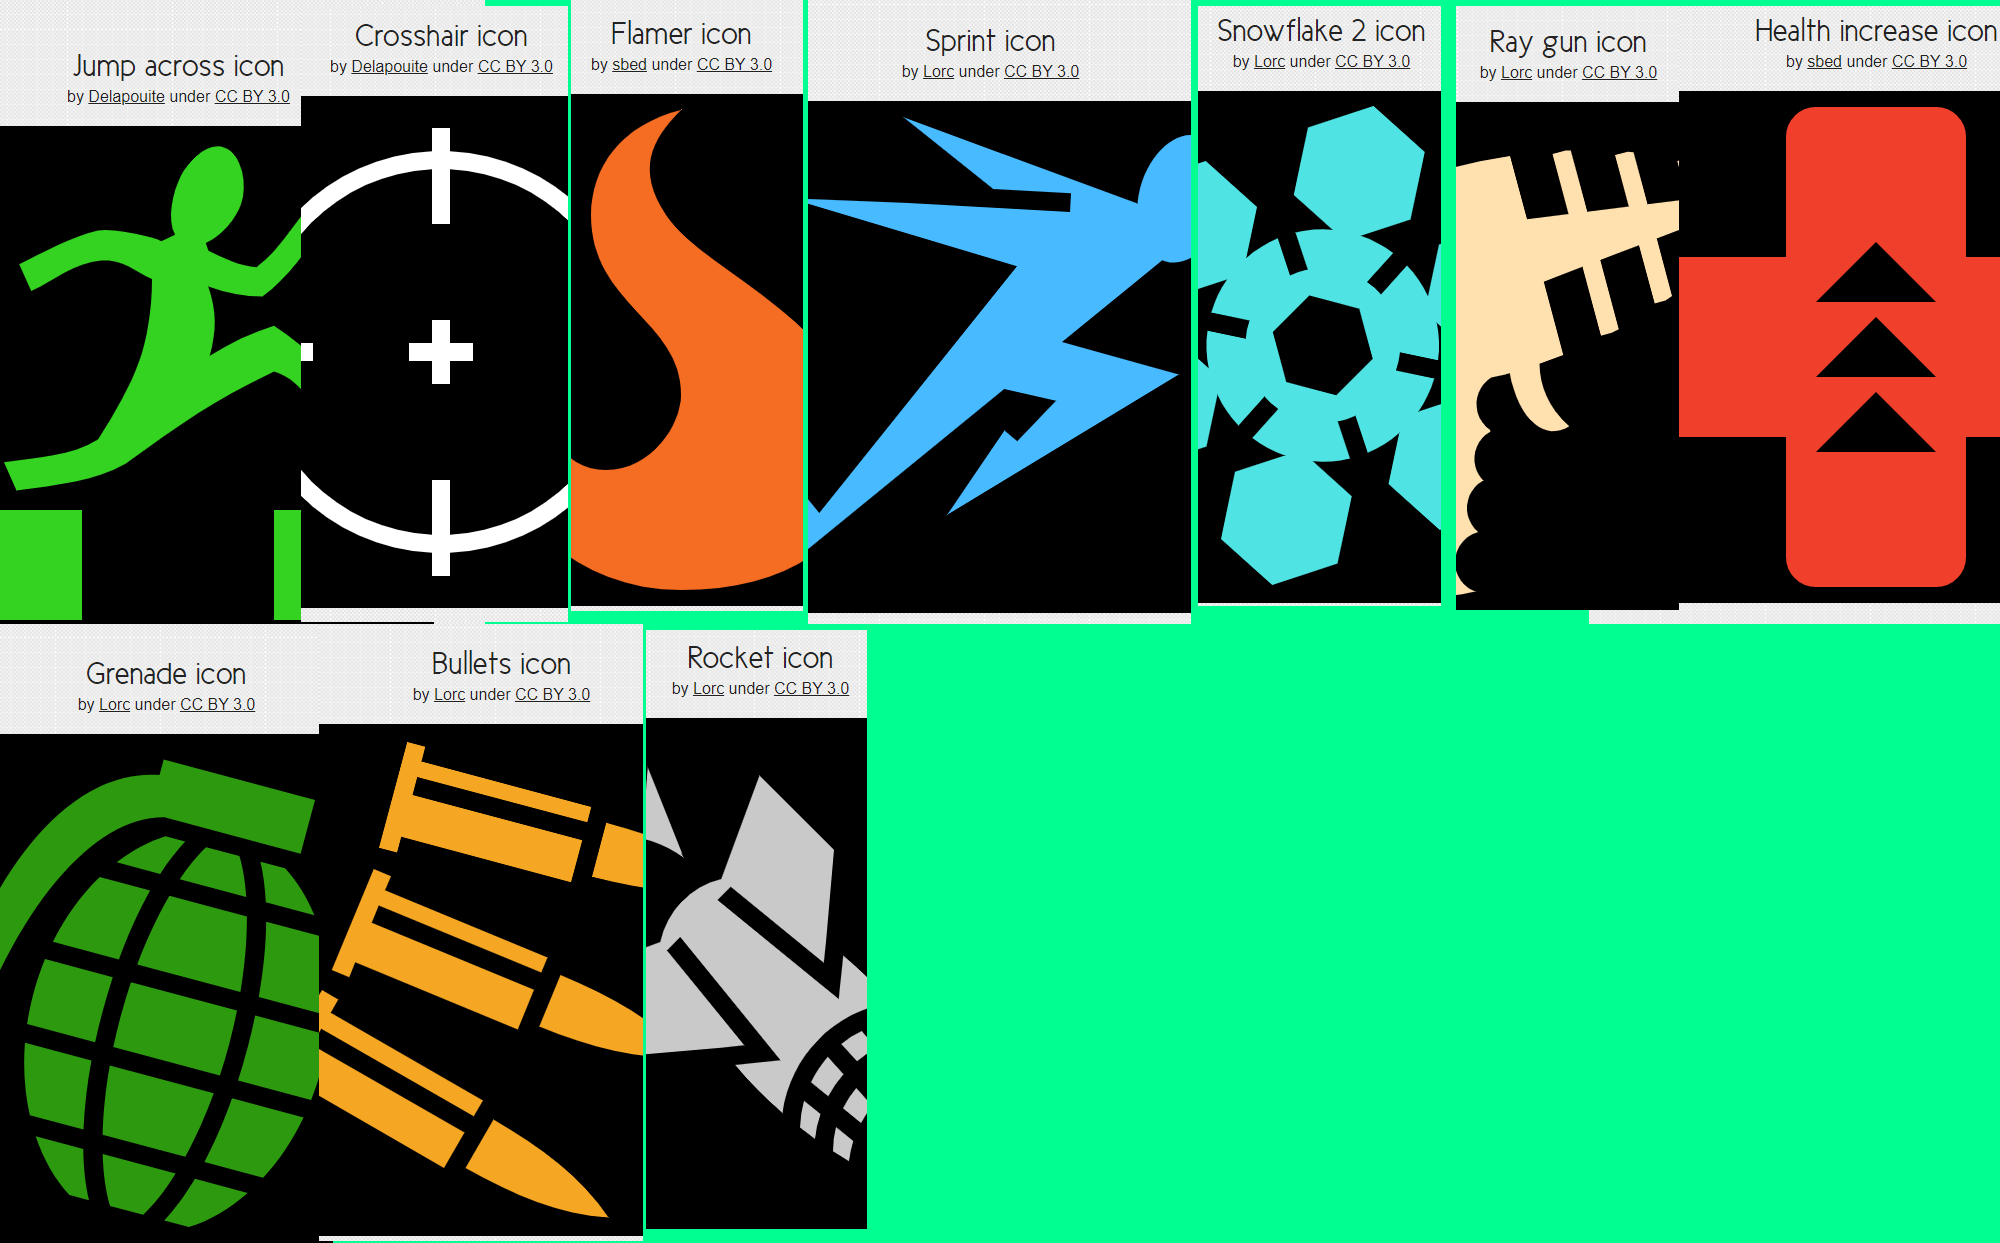 Jump across icon
by Delapouite under CC BY 3.0
Crosshair icon
by Delapouite under CC BY 3.0
Flamer icon
by sbed under CC BY 3.0
Sprint icon
by Lorc under CC BY 3.0
Snowflake 2 icon
by Lorc under CC BY 3.0
Ray gun icon
by Lorc under CC BY 3.0
Health increase icon
by sbed under CC BY 3.0
Grenade icon
by Lorc under CC BY 3.0
Bullets icon
by Lorc under CC BY 3.0
Rocket icon
by Lorc under CC BY 3.0